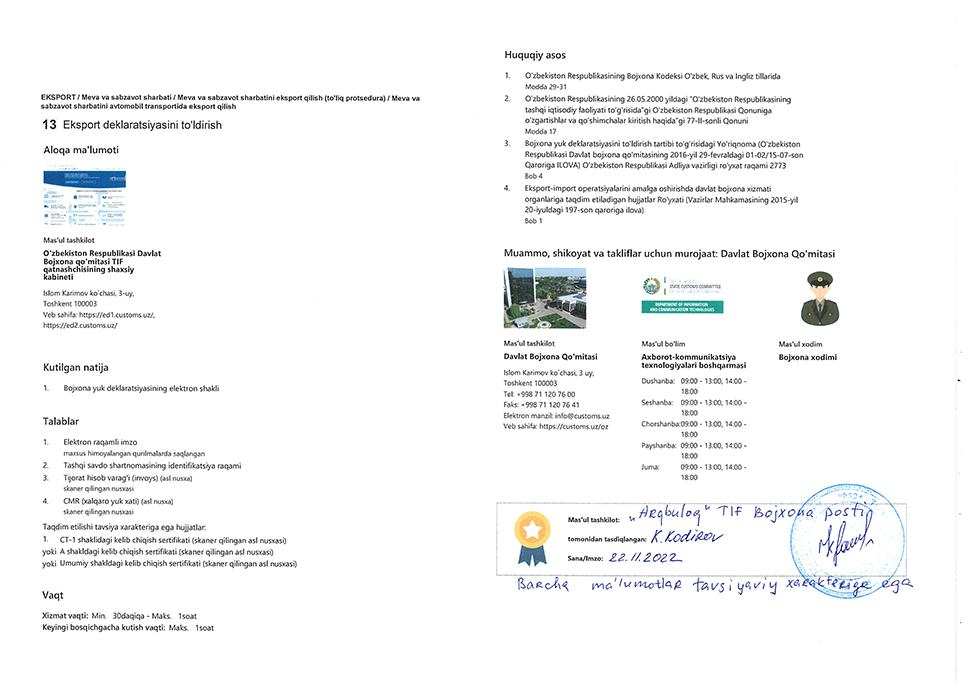 EKSPORT / Meva va sabzavot sharbati / Meva va sabzavot sharbatini eksport qilish (to'liq protsedura) / Meva va
sabzavot sharbatini avtomobil transportida eksport qilish
13 Eksport deklaratsiyasini to'ldirish
Aloqa ma'lumoti
Mas'ul tashkilot
O'zbekiston Respublikasi Davlat
Bojxona qo'mitasi TIF
qatnashchisining shaxsiy
kabineti
Islom Karimov ko'chasi, 3-uy,
Toshkent 100003
Veb sahifa: https://ed1.customs.uz/,
https://ed2.customs.uz/
Kutilgan natija
1. Bojxona yuk deklaratsiyasining elektron shakli
Talablar
1. Elektron raqamli imzo
maxsus himoyalangan qurilmalarda saqlangan
2. Tashqi savdo shartnomasining identifikatsiya raqami
3. Tijorat hisob varag'i (invoys) (asl nusxa)
skaner qilingan nusxasi
4. CMR (xalqaro yuk xati) (asl nusxa)
skaner qilingan nusxasi
Taqdim etilishi tavsiya xarakteriga ega hujjatlar:
1. CT-1 shaklidagi kelib chiqish sertifikati (skaner qilingan asl nusxasi)
yoki A shakldagi kelib chiqish sertifikati (skaner qilingan asl nusxasi)
yoki Umumiy shakldagi kelib chiqish sertifikati (skaner qilingan asl nusxasi)
Vaqt
Xizmat vaqti: Min. 30daqiqa - Maks. 1soat
Keyingi bosqichgacha kutish vaqti: Maks. 1soat
Huquqiy asos
1. O'zbekiston Respublikasining Bojxona Kodeksi O'zbek, Rus va Ingliz tillarida
Modda 29-31
2. O'zbekiston Respublikasining 26.05.2000 yildagi "O'zbekiston Respublikasining
tashqi iqtisodiy faoliyati to'g'risida"gi O'zbekiston Respublikasi Qonuniga
o'zgartishlar va qo'shimchalar kiritish haqida"gi 77-II-sonli Qonuni
Modda 17
3. Bojxona yuk deklaratsiyasini to'ldirish tartibi to'g'risidagi Yo'riqnoma (O'zbekiston
Respublikasi Davlat bojxona qo'mitasining 2016-yil 29-fevraldagi 01-02/15-07-son
Qaroriga ILOVA) O'zbekiston Respublikasi Adliya vazirligi ro'yxat raqami 2773
Bob 4
4. Eksport-import operatsiyalarini amalga oshirishda davlat bojxona xizmati
organlariga taqdim etiladigan hujjatlar Ro'yxati (Vazirlar Mahkamasining 2015-yil
20-iyuldagi 197-son qaroriga ilova)
Bob 1
Muammo, shikoyat va takliflar uchun murojaat: Davlat Bojxona Qo'mitasi
STATE CUSTOMS COMMITTEE
DEPARTMENT OF INFORMATION
AND COMMUNICATION TECHNOLOGIES
Mas'ul tashkilot
Davlat Bojxona Qo'mitasi
Islom Karimov ko'chasi, 3 uy,
Toshkent 100003
Tel: +998 71 120 76 00
Faks: +998 71 120 76 41
Elektron manzil: info@customs.uz
Veb sahifa: https://customs.uz/oz
Mas'ul bo'lim
Axborot-kommunikatsiya
texnologiyalari boshqarmasi
Dushanba: 09:00 - 13:00, 14:00 -
18:00
Seshanba: 09:00 - 13:00, 14:00 -
18:00
Chorshanba:09:00 - 13:00, 14:00 -
18:00
Payshanba: 09:00 - 13:00, 14:00 -
18:00
Juma: 09:00 - 13:00, 14:00 -
18:00
Mas'ul xodim
Bojxona xodimi
Mas'ul tashkilot: „Arqbuloq" TIF Bojxona posti
tomonidan tasdiqlangan: K.Kodirov
Sana/Imzo: 22.11.2022
Barcha ma'lumotlar tavsiyaviy xarakteriga ega